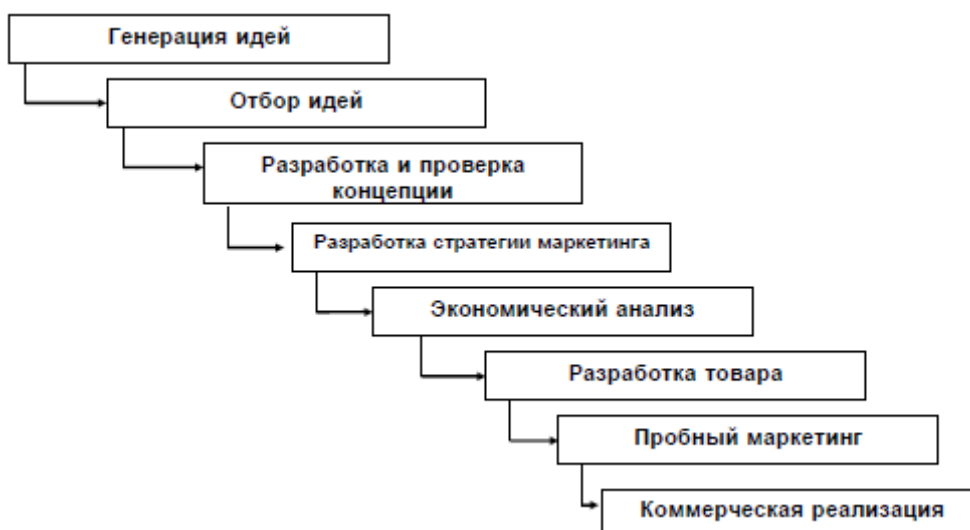 Генерация идей
Отбор идей
Разработка и проверка
концепции
Разработка стратегии маркетинга
Экономический анализ
Разработка товара
Пробный маркетинг
Коммерческая реализация